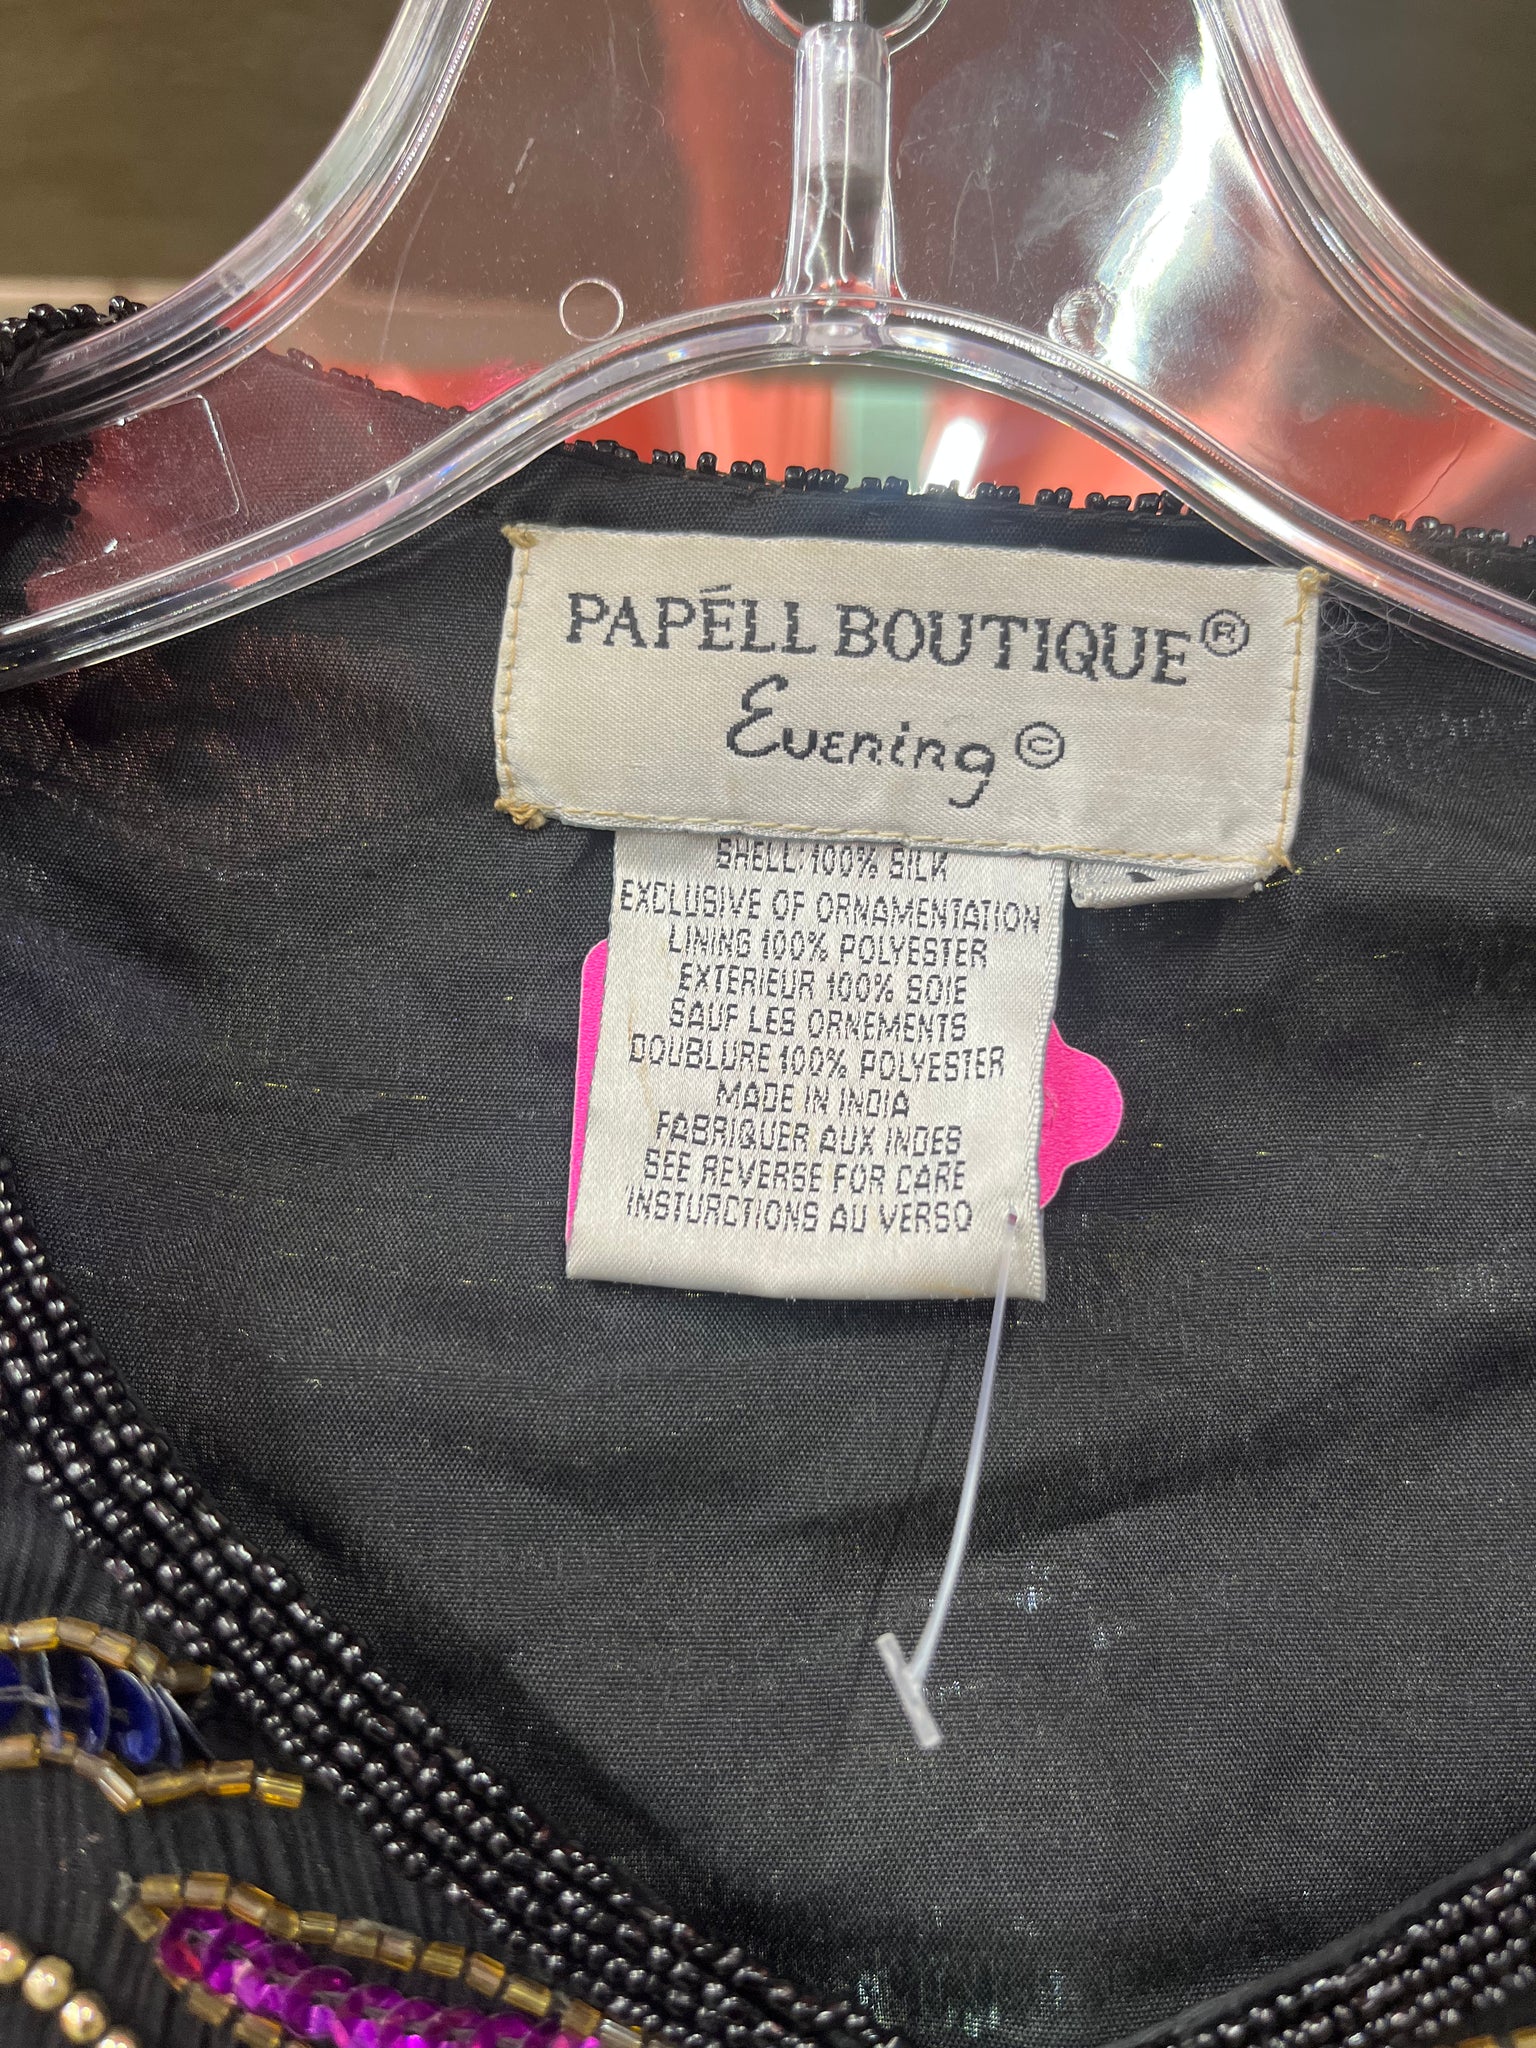 PAPÉLL BOUTIQUE®
Evening ©
SHELL:100% SILK
EXCLUSIVE OF ORNAMENTATION
LINING 100% POLYESTER
EXTERIEUR 100% SOIE
SAUF LES ORNEMENTS
DOUBLURE 100% POLYESTER
MADE IN INDIA
FABRIQUER AUX INDES
SEE REVERSE FOR CARE
INSTURCTIONS AU VERSO